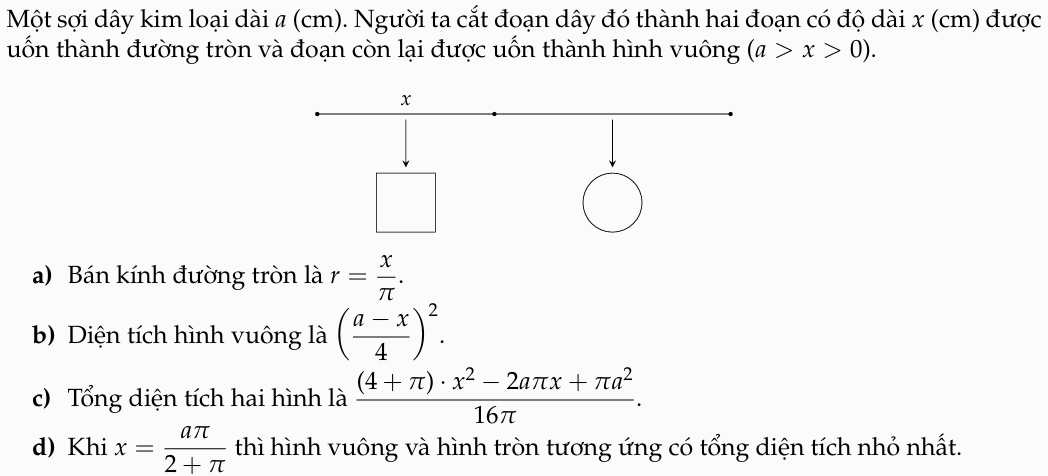 Một sợi dây kim loại dài a (cm). Người ta cắt đoạn dây đó thành hai đoạn có độ dài x (cm) được
uốn thành đường tròn và đoạn còn lại được uốn thành hình vuông (a > x > 0).
x
a) Bán kính đường tròn là r = \frac{x}{\pi}.
b) Diện tích hình vuông là \left(\frac{a - x}{4}\right)^2.
c) Tổng diện tích hai hình là \frac{(4 + \pi) \cdot x^2 - 2a\pi x + \pi a^2}{16\pi}.
d) Khi x = \frac{a\pi}{2 + \pi} thì hình vuông và hình tròn tương ứng có tổng diện tích nhỏ nhất.